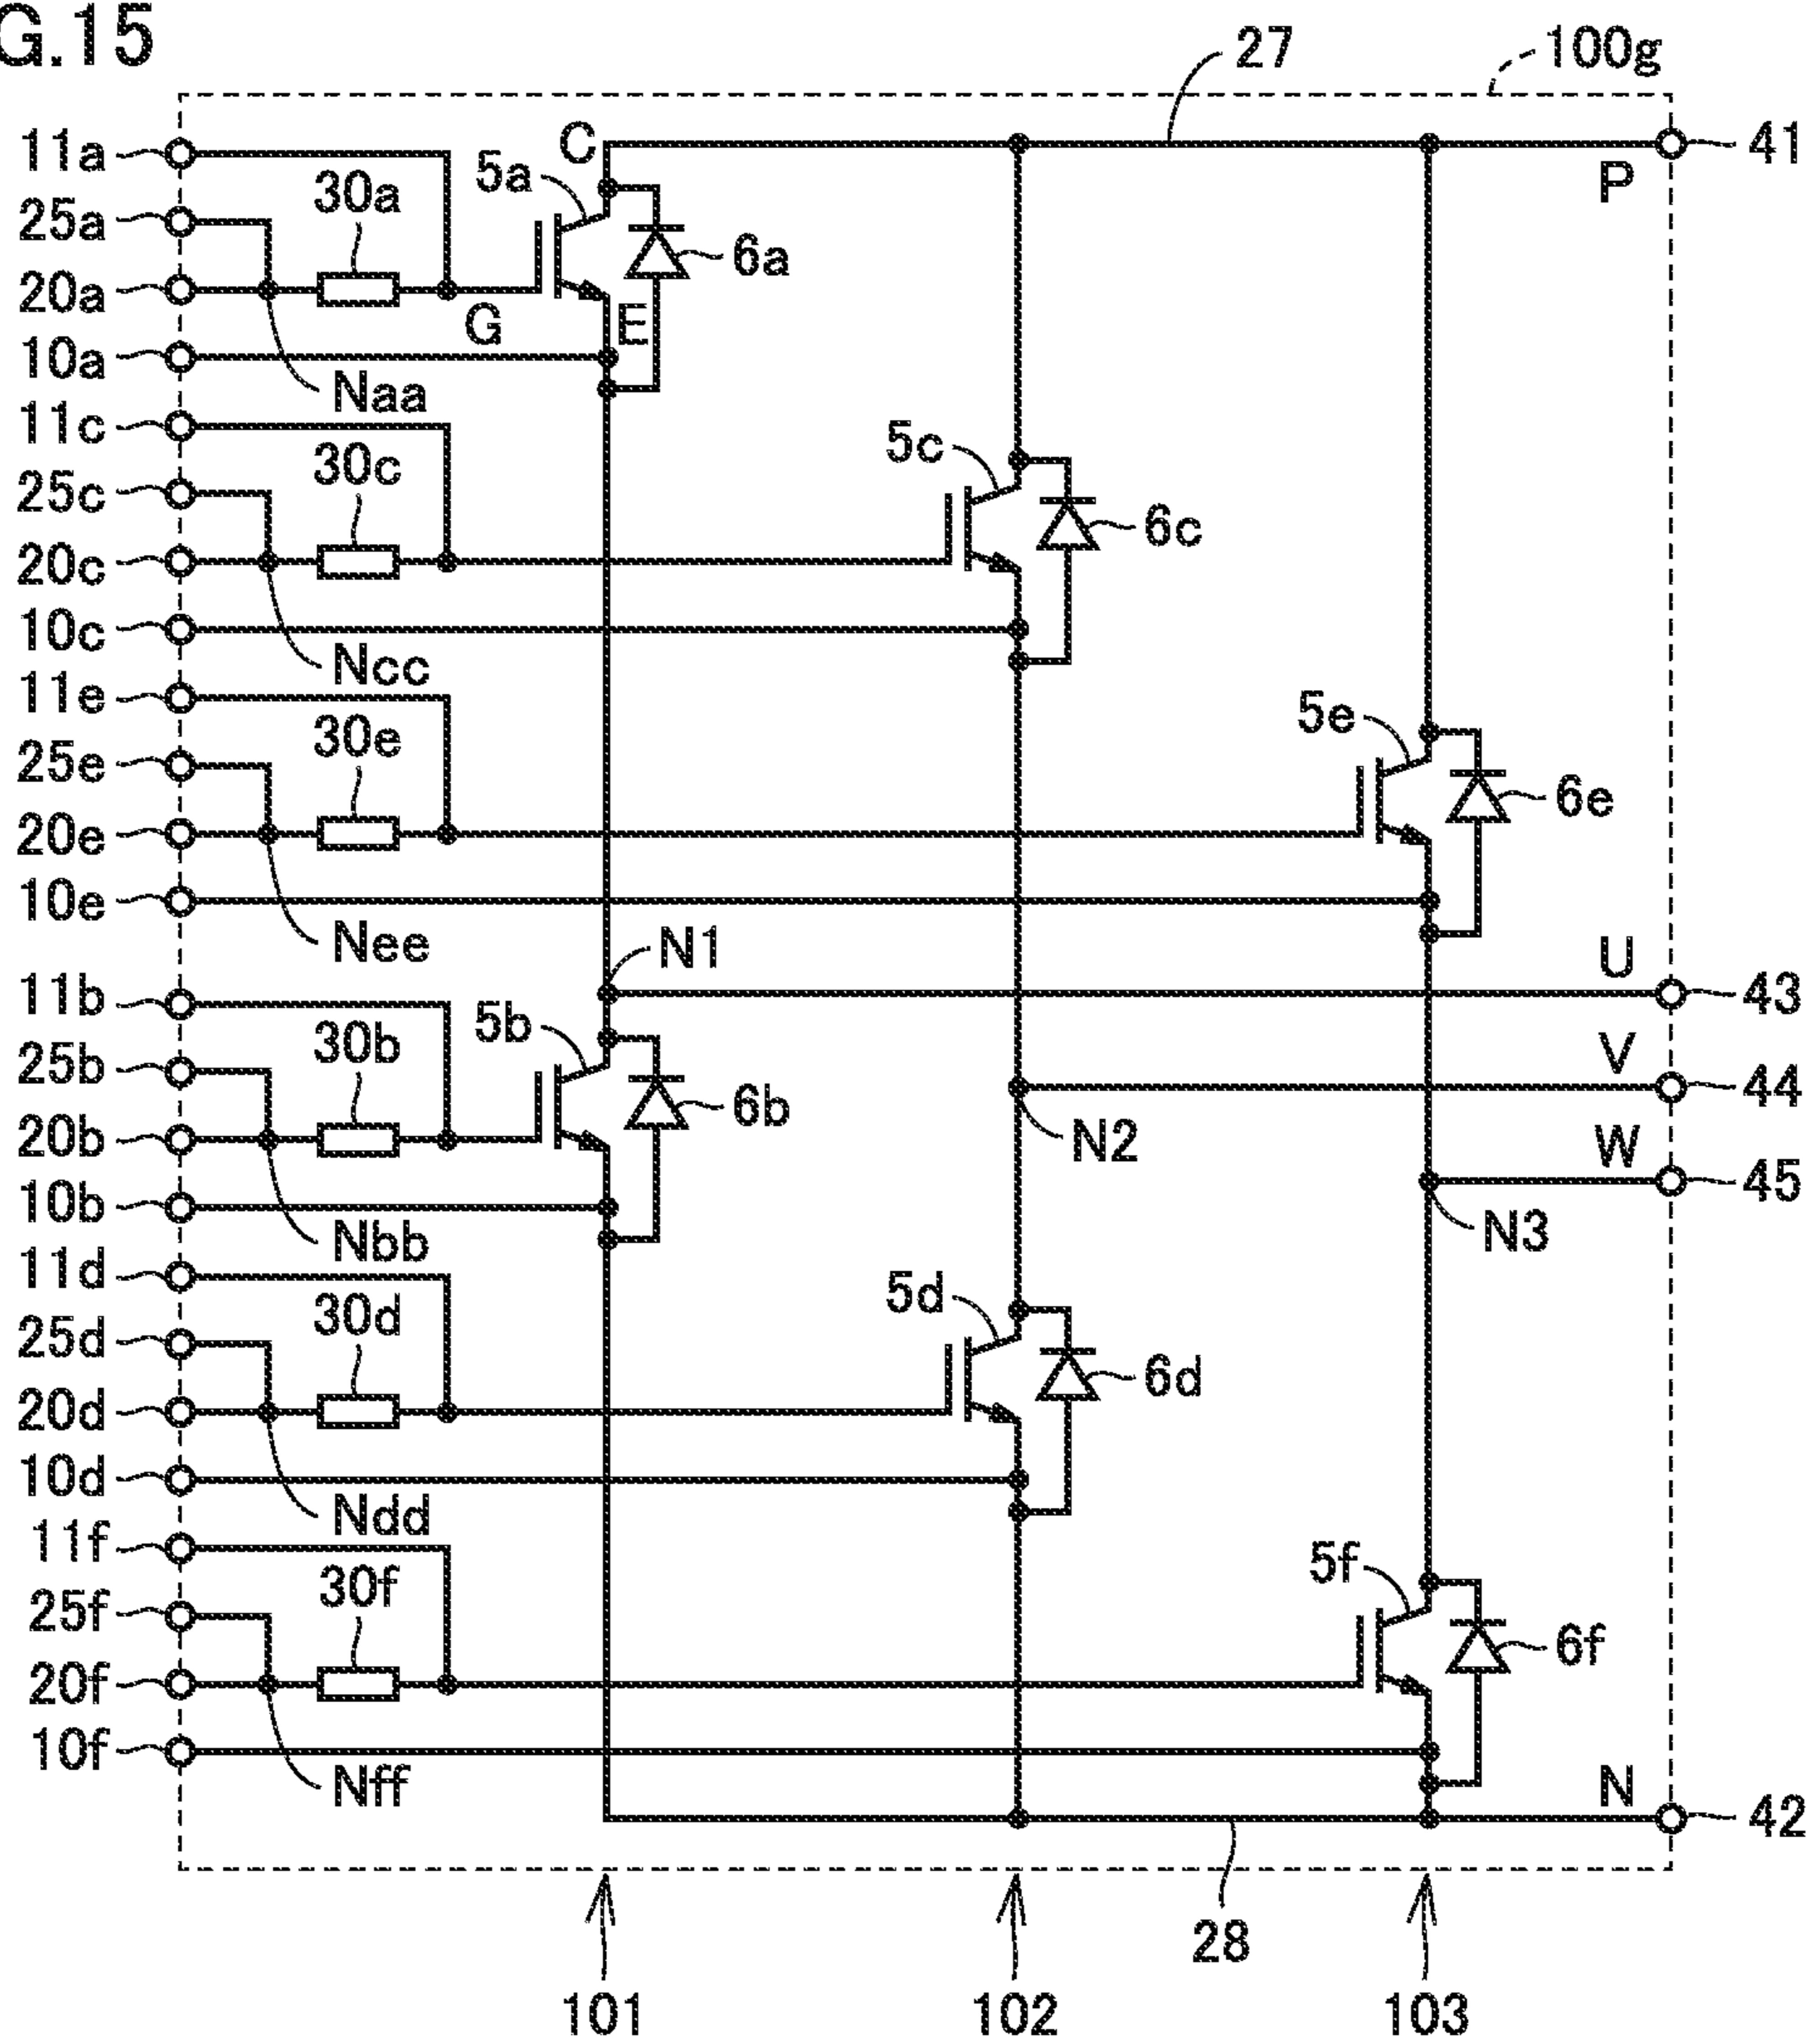 G.15
27
100g
11a
C
5a
41
P
25a
30a
6a
20a
G
E
10a
Naa
11c
30c
5c
25c
6c
20c
10c
Ncc
11e
30e
5e
25e
6e
20e
10e
Nee
N1
U
11b
43
30b
5b
V
25b
44
6b
20b
N2
W
45
10b
N3
Nbb
11d
30d
5d
25d
6d
20d
10d
Ndd
11f
30f
5f
25f
6f
20f
10f
Nff
N
42
28
101
102
103